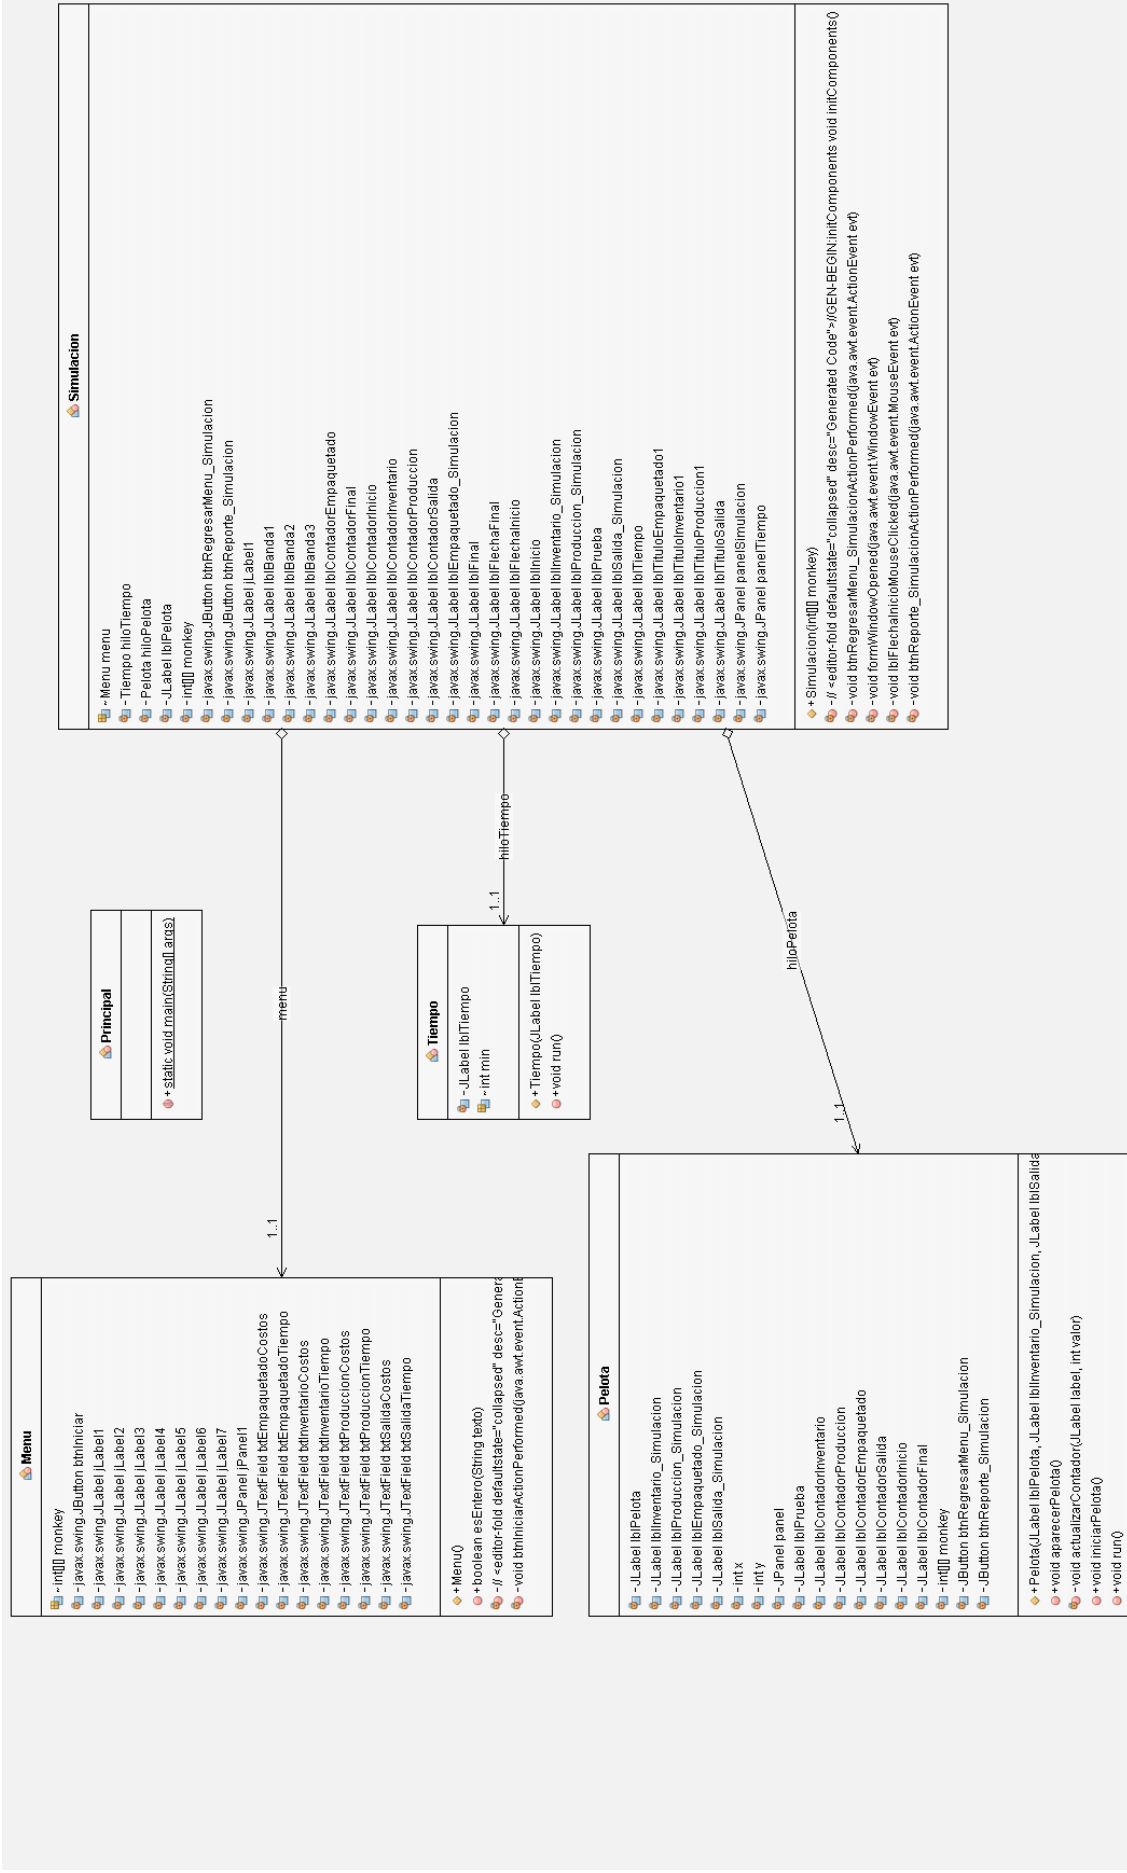 Menu
~ int[][] monkey
- javax.swing.JButton btnIniciar
- javax.swing.JLabel jLabel1
- javax.swing.JLabel jLabel2
- javax.swing.JLabel jLabel3
- javax.swing.JLabel jLabel4
- javax.swing.JLabel jLabel5
- javax.swing.JLabel jLabel6
- javax.swing.JLabel jLabel7
- javax.swing.JPanel jPanel1
- javax.swing.JTextField txtEmpaquetadoCostos
- javax.swing.JTextField txtEmpaquetadoTiempo
- javax.swing.JTextField txtInventarioCostos
- javax.swing.JTextField txtInventarioTiempo
- javax.swing.JTextField txtProduccionCostos
- javax.swing.JTextField txtProduccionTiempo
- javax.swing.JTextField txtSalidaCostos
- javax.swing.JTextField txtSalidaTiempo
+ Menu()
+ boolean esEntero(String texto)
- // <editor-fold defaultstate="collapsed" desc="Genera
- void btnIniciarActionPerformed(java.awt.event.ActionE
1..1
menu
Principal
+ static void main(String[] args)
Simulacion
~ Menu menu
- Tiempo hiloTiempo
- Pelota hiloPelota
- JLabel lblPelota
- int[][] monkey
- javax.swing.JButton btnRegresarMenu_Simulacion
- javax.swing.JButton btnReporte_Simulacion
- javax.swing.JLabel jLabel1
- javax.swing.JLabel lblBanda1
- javax.swing.JLabel lblBanda2
- javax.swing.JLabel lblBanda3
- javax.swing.JLabel lblContadorEmpaquetado
- javax.swing.JLabel lblContadorFinal
- javax.swing.JLabel lblContadorInicio
- javax.swing.JLabel lblContadorInventario
- javax.swing.JLabel lblContadorProduccion
- javax.swing.JLabel lblContadorSalida
- javax.swing.JLabel lblEmpaquetado_Simulacion
- javax.swing.JLabel lblFinal
- javax.swing.JLabel lblFlechaFinal
- javax.swing.JLabel lblFlechaInicio
- javax.swing.JLabel lblInicio
- javax.swing.JLabel lblInventario_Simulacion
- javax.swing.JLabel lblProduccion_Simulacion
- javax.swing.JLabel lblPrueba
- javax.swing.JLabel lblSalida_Simulacion
- javax.swing.JLabel lblTiempo
- javax.swing.JLabel lblTituloEmpaquetado1
- javax.swing.JLabel lblTituloInventario1
- javax.swing.JLabel lblTituloProduccion1
- javax.swing.JLabel lblTituloSalida
- javax.swing.JPanel panelSimulacion
- javax.swing.JPanel panelTiempo
+ Simulacion(int[][] monkey)
- // <editor-fold defaultstate="collapsed" desc="Generated Code">//GEN-BEGIN:initComponents void initComponents()
- void btnRegresarMenu_SimulacionActionPerformed(java.awt.event.ActionEvent evt)
- void formWindowOpened(java.awt.event.WindowEvent evt)
- void lblFlechaInicioMouseClicked(java.awt.event.MouseEvent evt)
- void btnReporte_SimulacionActionPerformed(java.awt.event.ActionEvent evt)
Tiempo
- JLabel lblTiempo
~ int min
+ Tiempo(JLabel lblTiempo)
+ void run()
1..1
hiloTiempo
Pelota
- JLabel lblPelota
- JLabel lblInventario_Simulacion
- JLabel lblProduccion_Simulacion
- JLabel lblEmpaquetado_Simulacion
- JLabel lblSalida_Simulacion
- int x
- int y
- JPanel panel
- JLabel lblPrueba
- JLabel lblContadorInventario
- JLabel lblContadorProduccion
- JLabel lblContadorEmpaquetado
- JLabel lblContadorSalida
- JLabel lblContadorInicio
- JLabel lblContadorFinal
- int[][] monkey
- JButton btnRegresarMenu_Simulacion
- JButton btnReporte_Simulacion
+ Pelota(JLabel lblPelota, JLabel lblInventario_Simulacion, JLabel lblSalida
+ void aparecerPelota()
- void actualizarContador(JLabel label, int valor)
+ void iniciarPelota()
+ void run()
1..1
hiloPelota